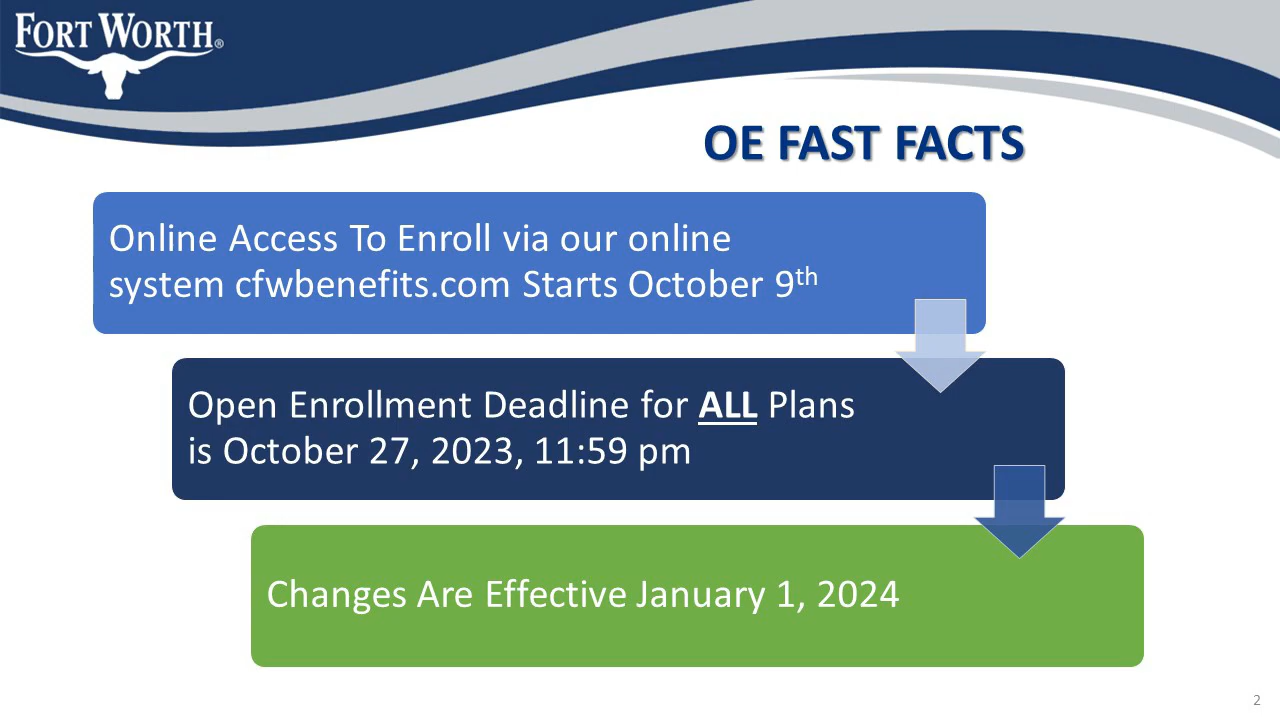 FORT WORTH®
OE FAST FACTS
Online Access To Enroll via our online
system cfwbenefits.com Starts October 9th
Open Enrollment Deadline for ALL Plans
is October 27, 2023, 11:59 pm
Changes Are Effective January 1, 2024
2